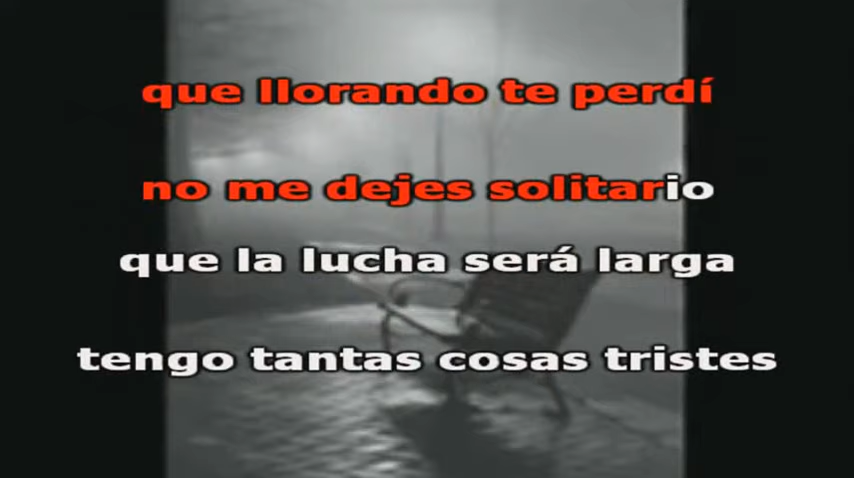 que llorando te perdí
no me dejes solitario
que la lucha será larga
tengo tantas cosas tristes